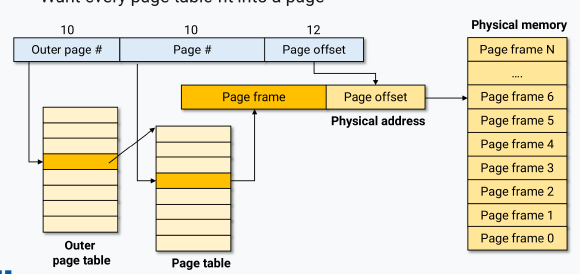 Want every page table fit into a page
10 10 12
Outer page # Page # Page offset
Page frame Page offset
Physical address
Outer
page table
Page table
Physical memory
Page frame N
....
Page frame 6
Page frame 5
Page frame 4
Page frame 3
Page frame 2
Page frame 1
Page frame 0